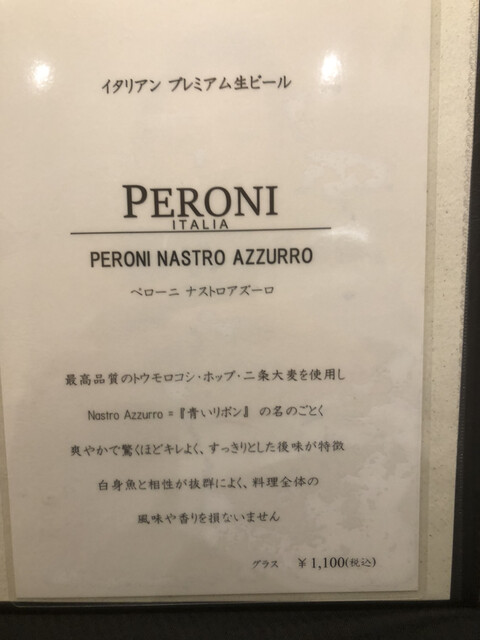 イタリアン プレミアム生ビール
PERONI
ITALIA
PERONI NASTRO AZZURRO
ペローニ ナストロアズーロ
最高品質のトウモロコシ・ホップ・二条大麦を使用し
Nastro Azzurro =『青いリボン』 の名のごとく
爽やかで驚くほどキレよく、すっきりとした後味が特徴
白身魚と相性が抜群によく、料理全体の
風味や香りを損ないません
グラス ￥1,100(税込)